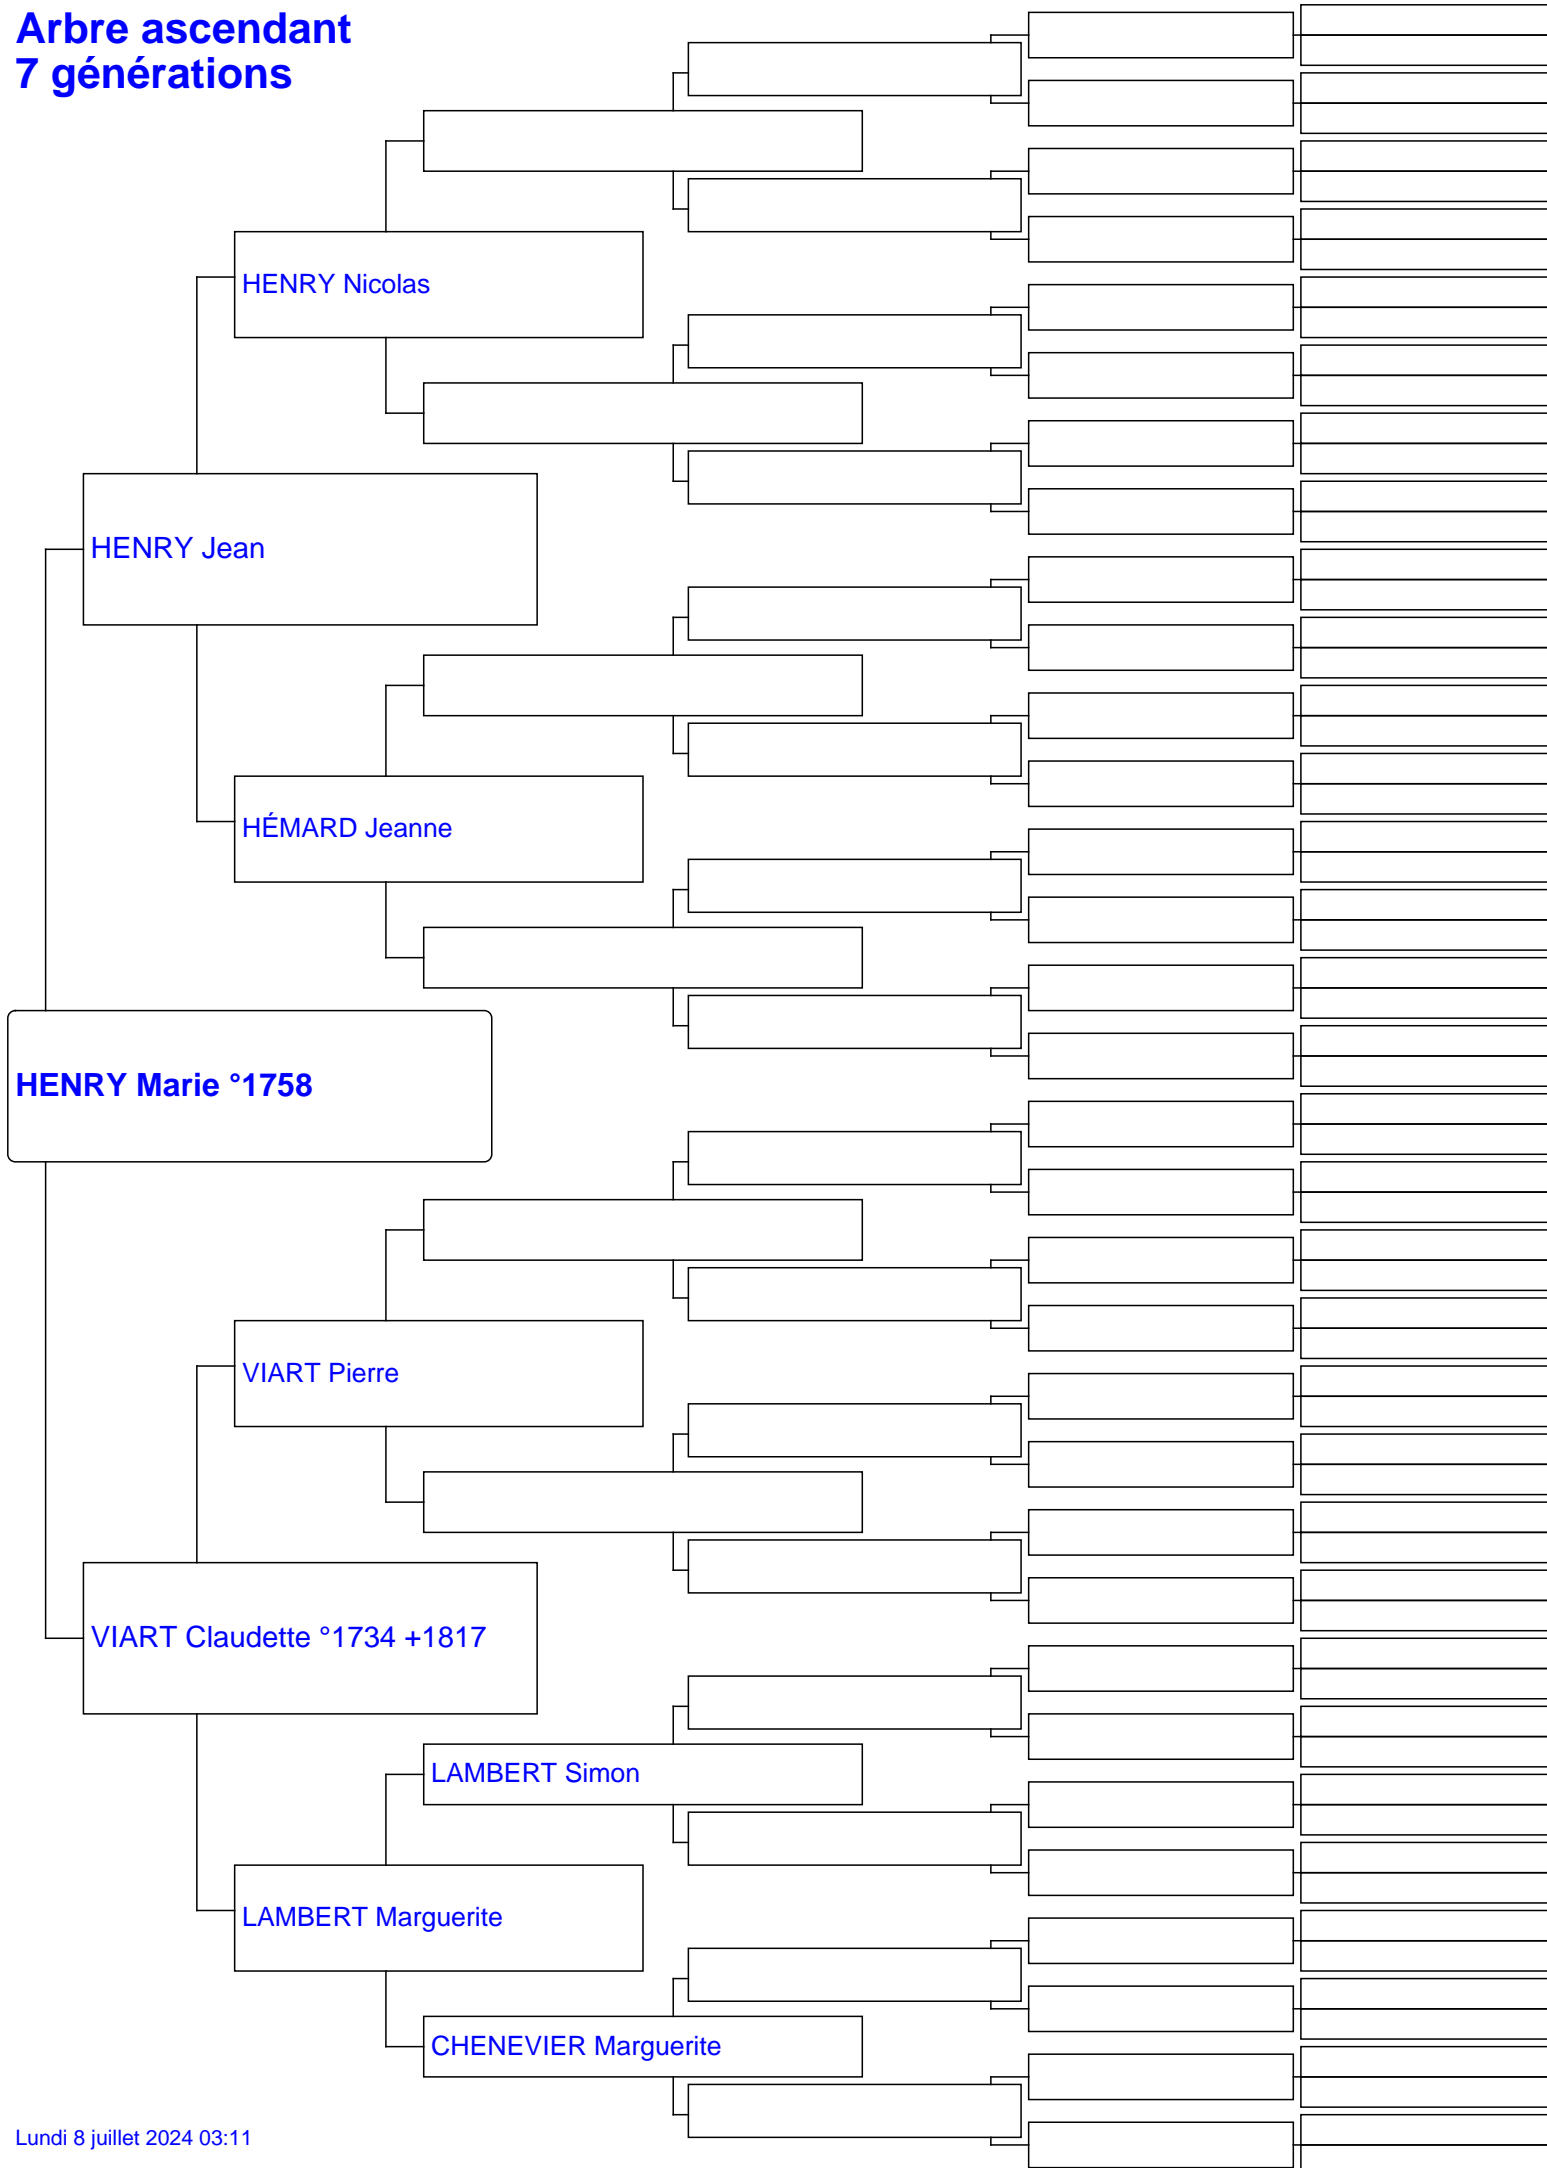 Arbre ascendant
7 générations
HENRY Nicolas
HENRY Jean
HÉMARD Jeanne
HENRY Marie °1758
VIART Pierre
VIART Claudette °1734 +1817
LAMBERT Simon
LAMBERT Marguerite
CHENEVIER Marguerite
Lundi 8 juillet 2024 03:11